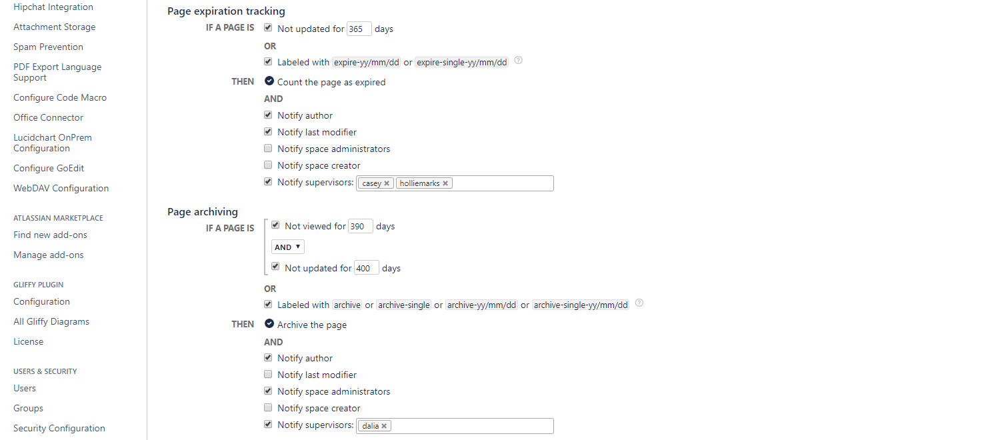 Hipchat Integration
Attachment Storage
Spam Prevention
PDF Export Language
Support
Configure Code Macro
Office Connector
Lucidchart OnPrem
Configuration
Configure GoEdit
WebDAV Configuration
ATLASSIAN MARKETPLACE
Find new add-ons
Manage add-ons
GLIFFY PLUGIN
Configuration
All Gliffy Diagrams
License
USERS & SECURITY
Users
Groups
Security Configuration
Page expiration tracking
IF A PAGE IS Not updated for 365 days
OR
Labeled with expire-yy/mm/dd or expire-single-yy/mm/dd ?
THEN Count the page as expired
AND
Notify author
Notify last modifier
Notify space administrators
Notify space creator
Notify supervisors: casey × holliemarks ×
Page archiving
IF A PAGE IS Not viewed for 390 days
AND ▼
Not updated for 400 days
OR
Labeled with archive or archive-single or archive-yy/mm/dd or archive-single-yy/mm/dd ?
THEN Archive the page
AND
Notify author
Notify last modifier
Notify space administrators
Notify space creator
Notify supervisors: dalia ×